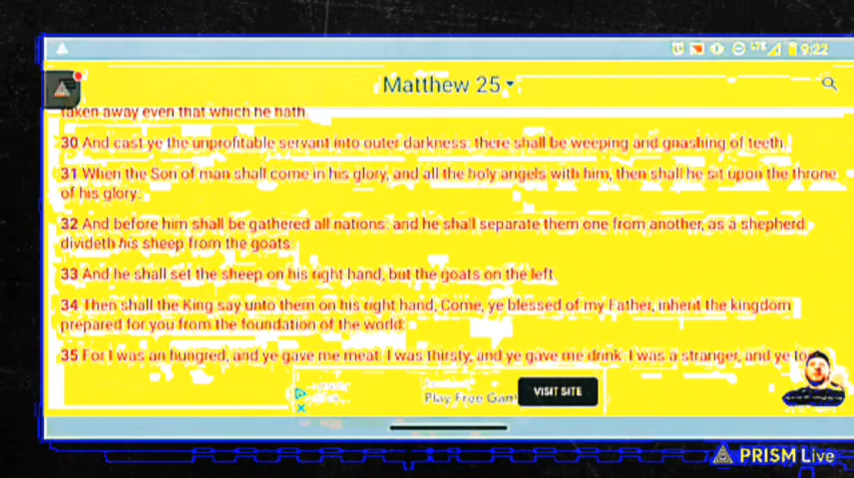 9:22
Matthew 25
taken away even that which he hath
30 And cast ye the unprofitable servant into outer darkness: there shall be weeping and gnashing of teeth.
31 When the Son of man shall come in his glory, and all the holy angels with him, then shall he sit upon the throne
of his glory:
32 And before him shall be gathered all nations: and he shall separate them one from another, as a shepherd
divideth his sheep from the goats
33 And he shall set the sheep on his right hand, but the goats on the left.
34 Then shall the King say unto them on his right hand, Come, ye blessed of my Father, inherit the kingdom
prepared for you from the foundation of the world:
35 For I was an hungred, and ye gave me meat: I was thirsty, and ye gave me drink: I was a stranger, and ye
Play Free
VISIT SITE
PRISM Live